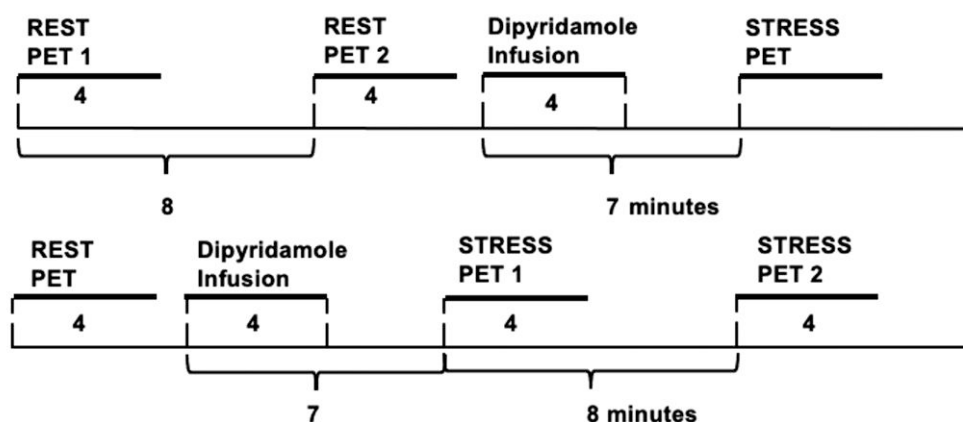 REST
PET 1
REST
PET 2
Dipyridamole
Infusion
STRESS
PET
4
4
4
8
7 minutes
REST
PET
Dipyridamole
Infusion
STRESS
PET 1
STRESS
PET 2
4
4
4
4
7
8 minutes